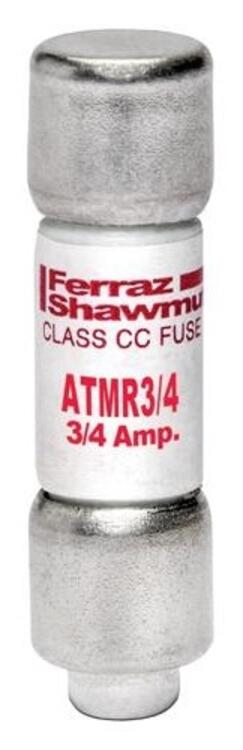 Ferraz
Shawmu
CLASS CC FUSE
ATMR3/4
3/4 Amp.